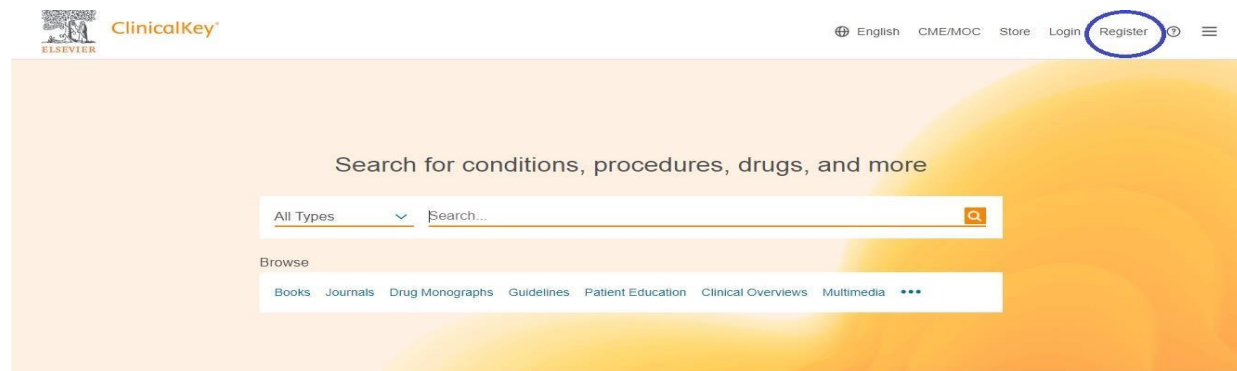 ELSEVIER
ClinicalKey®
English CME/MOC Store Login Register ?
Search for conditions, procedures, drugs, and more
All Types Search...
Browse
Books Journals Drug Monographs Guidelines Patient Education Clinical Overviews Multimedia •••